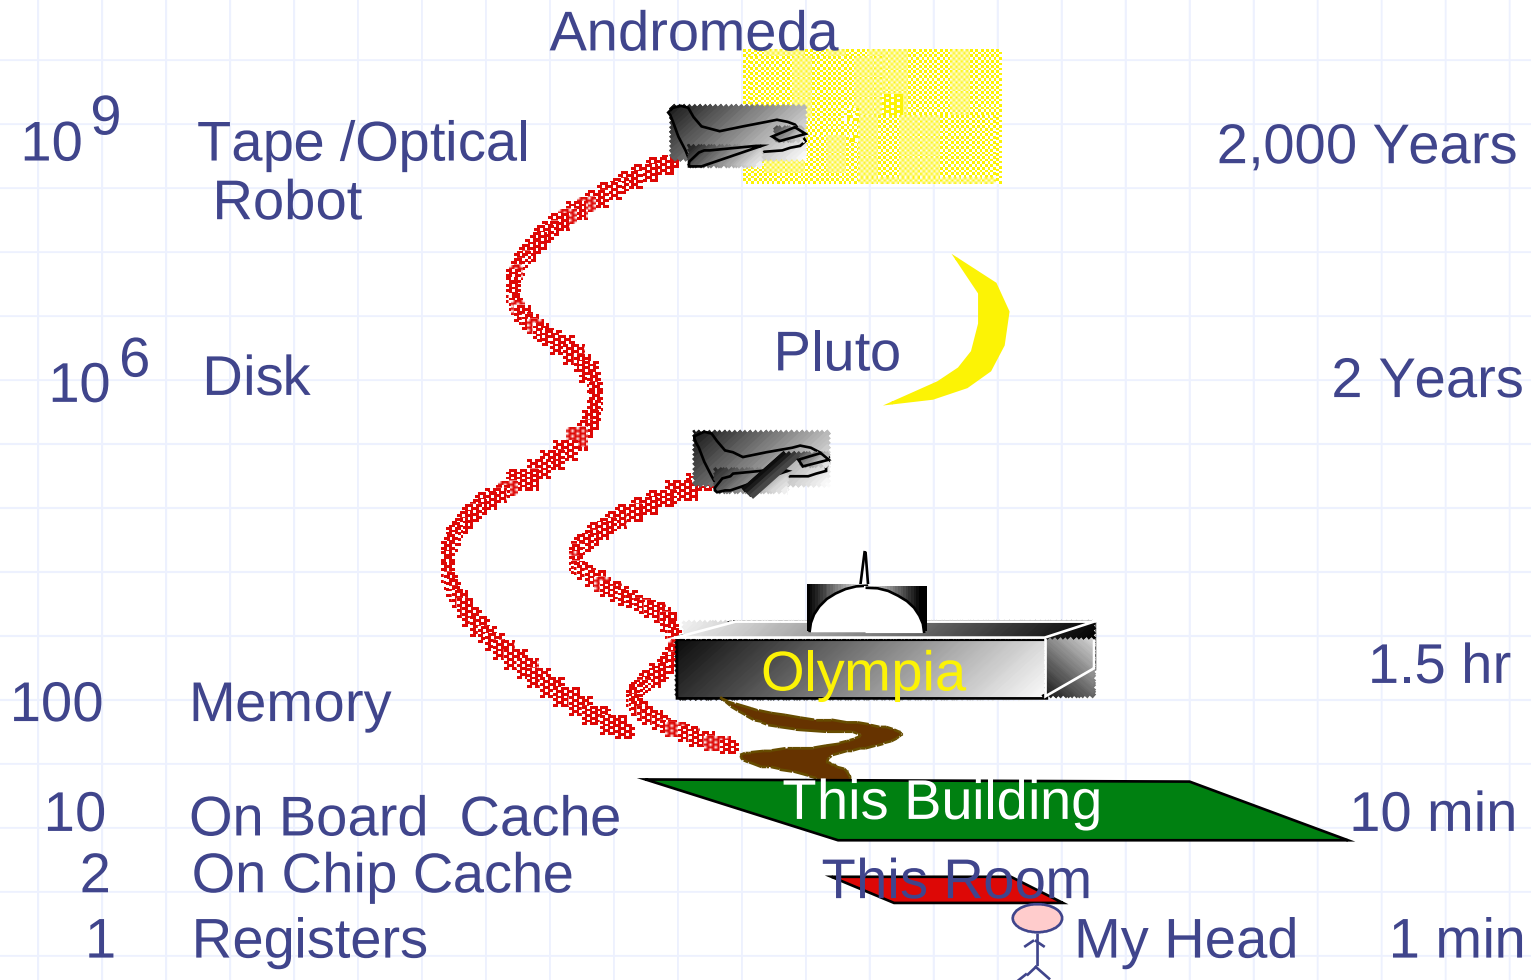 Andromeda
10 9 Tape /Optical 2,000 Years
Robot
10 6 Disk Pluto 2 Years
Olympia 1.5 hr
100 Memory
10 On Board Cache This Building 10 min
2 On Chip Cache This Room
1 Registers My Head 1 min